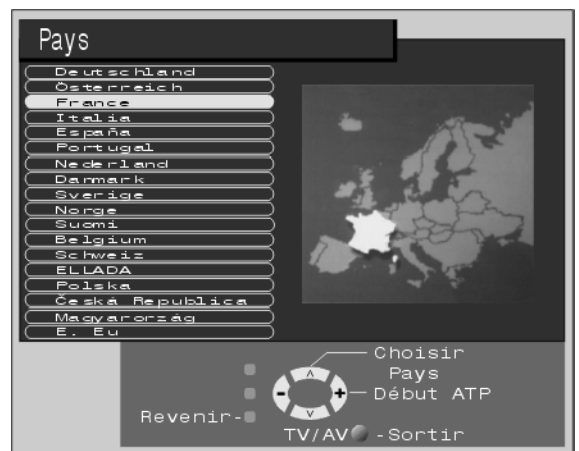 Pays
Deutschland
Österreich
France
Italia
España
Portugal
Nederland
Danmark
Sverige
Norge
Suomi
Belgium
Schweiz
ELLADA
Polska
Česká Republica
Magyarország
E. Eu
Choisir
Pays
- + Début ATP
Revenir
TV/AV - Sortir